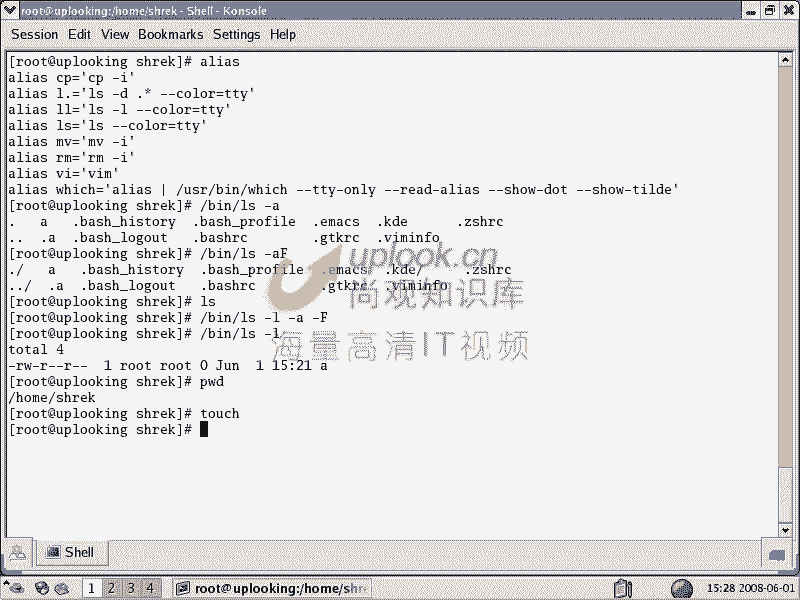 root@uplooking:/home/shrek - Shell - Konsole
Session Edit View Bookmarks Settings Help
[root@uplooking shrek]# alias
alias cp='cp -i'
alias l.='ls -d .* --color=tty'
alias ll='ls -l --color=tty'
alias ls='ls --color=tty'
alias mv='mv -i'
alias rm='rm -i'
alias vi='vim'
alias which='alias | /usr/bin/which --tty-only --read-alias --show-dot --show-tilde'
[root@uplooking shrek]# /bin/ls -a
.   a   .bash_history  .bash_profile  .emacs  .kde      .zshrc
..  .a  .bash_logout   .bashrc        .gtkrc  .viminfo
[root@uplooking shrek]# /bin/ls -aF
./   a   .bash_history  .bash_profile  .emacs  .kde/     .zshrc
../  .a  .bash_logout   .bashrc        .gtkrc  .viminfo
[root@uplooking shrek]# ls
[root@uplooking shrek]# /bin/ls -l -a -F
[root@uplooking shrek]# /bin/ls -l
total 4
-rw-r--r--  1 root root 0 Jun  1 15:21 a
[root@uplooking shrek]# pwd
/home/shrek
[root@uplooking shrek]# touch
[root@uplooking shrek]#
uplook.cn
尚观知识库
海量高清IT视频
Shell
1 2 3 4 root@uplooking:/home/shre 15:28 2008-06-01